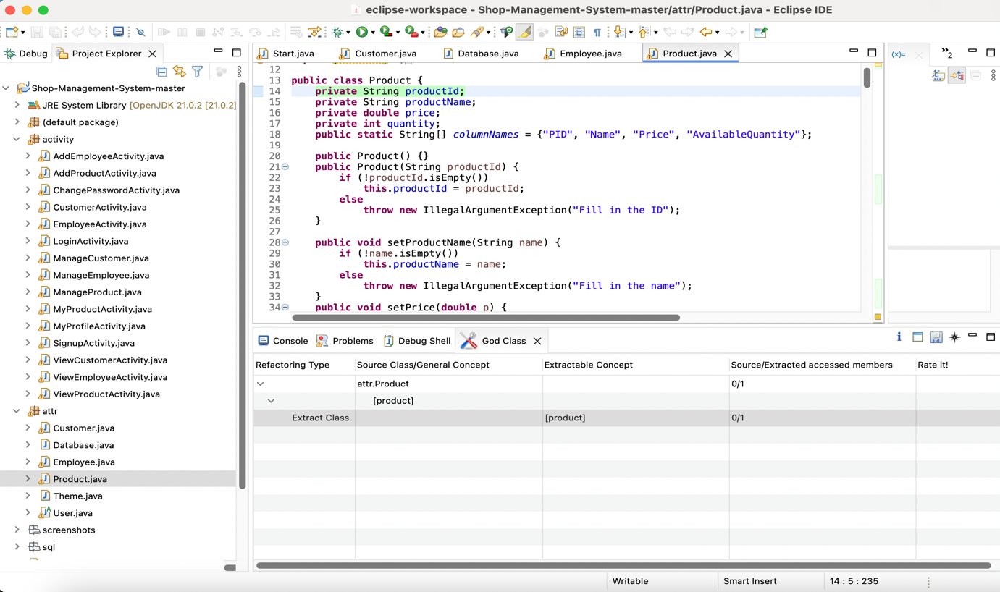 eclipse-workspace - Shop-Management-System-master/attr/Product.java - Eclipse IDE
Debug
Project Explorer
Shop-Management-System-master
JRE System Library [OpenJDK 21.0.2 [21.0.2]
(default package)
activity
AddEmployeeActivity.java
AddProductActivity.java
ChangePasswordActivity.java
CustomerActivity.java
EmployeeActivity.java
LoginActivity.java
ManageCustomer.java
ManageEmployee.java
ManageProduct.java
MyProductActivity.java
MyProfileActivity.java
SignupActivity.java
ViewCustomerActivity.java
ViewEmployeeActivity.java
ViewProductActivity.java
attr
Customer.java
Database.java
Employee.java
Product.java
Theme.java
User.java
screenshots
sql
Start.java
Customer.java
Database.java
Employee.java
Product.java
12
13 public class Product {
14 private String productId;
15 private String productName;
16 private double price;
17 private int quantity;
18 public static String[] columnNames = {"PID", "Name", "Price", "AvailableQuantity"};
19
20 public Product() {}
21 public Product(String productId) {
22 if (!productId.isEmpty())
23 this.productId = productId;
24 else
25 throw new IllegalArgumentException("Fill in the ID");
26 }
27
28 public void setProductName(String name) {
29 if (!name.isEmpty())
30 this.productName = name;
31 else
32 throw new IllegalArgumentException("Fill in the name");
33 }
34 public void setPrice(double p) {
(x)=
2
Console
Problems
Debug Shell
God Class
Refactoring Type Source Class/General Concept Extractable Concept Source/Extracted accessed members Rate it!
attr.Product 0/1
[product]
Extract Class [product] 0/1
Writable
Smart Insert
14 : 5 : 235